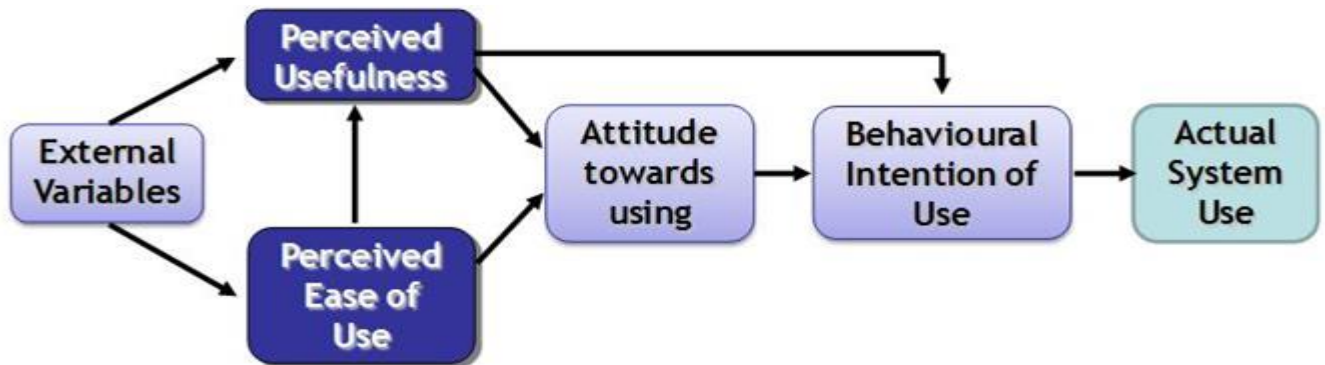 Perceived
Usefulness
External
Variables
Perceived
Ease of
Use
Attitude
towards
using
Behavioural
Intention of
Use
Actual
System
Use